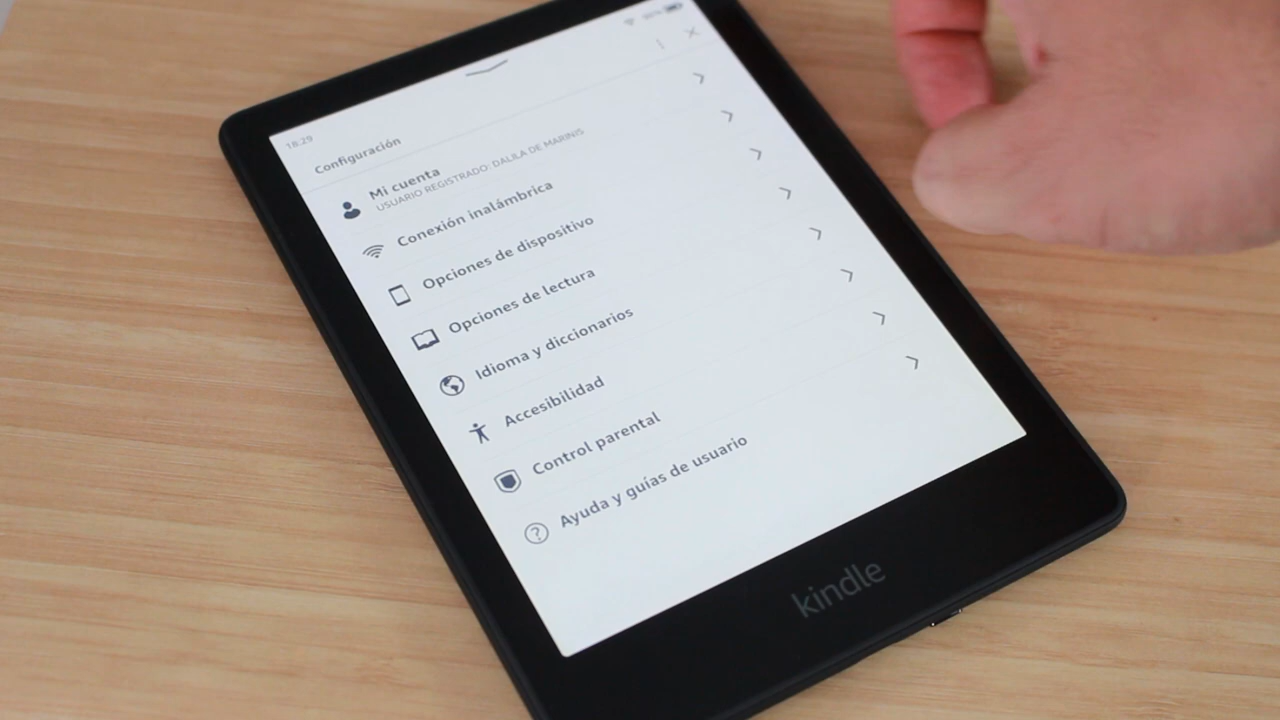 18:29
Configuración
Mi cuenta
USUARIO REGISTRADO: DALILA DE MARINIS
Conexión inalámbrica
Opciones de dispositivo
Opciones de lectura
Idioma y diccionarios
Accesibilidad
Control parental
Ayuda y guías de usuario
kindle